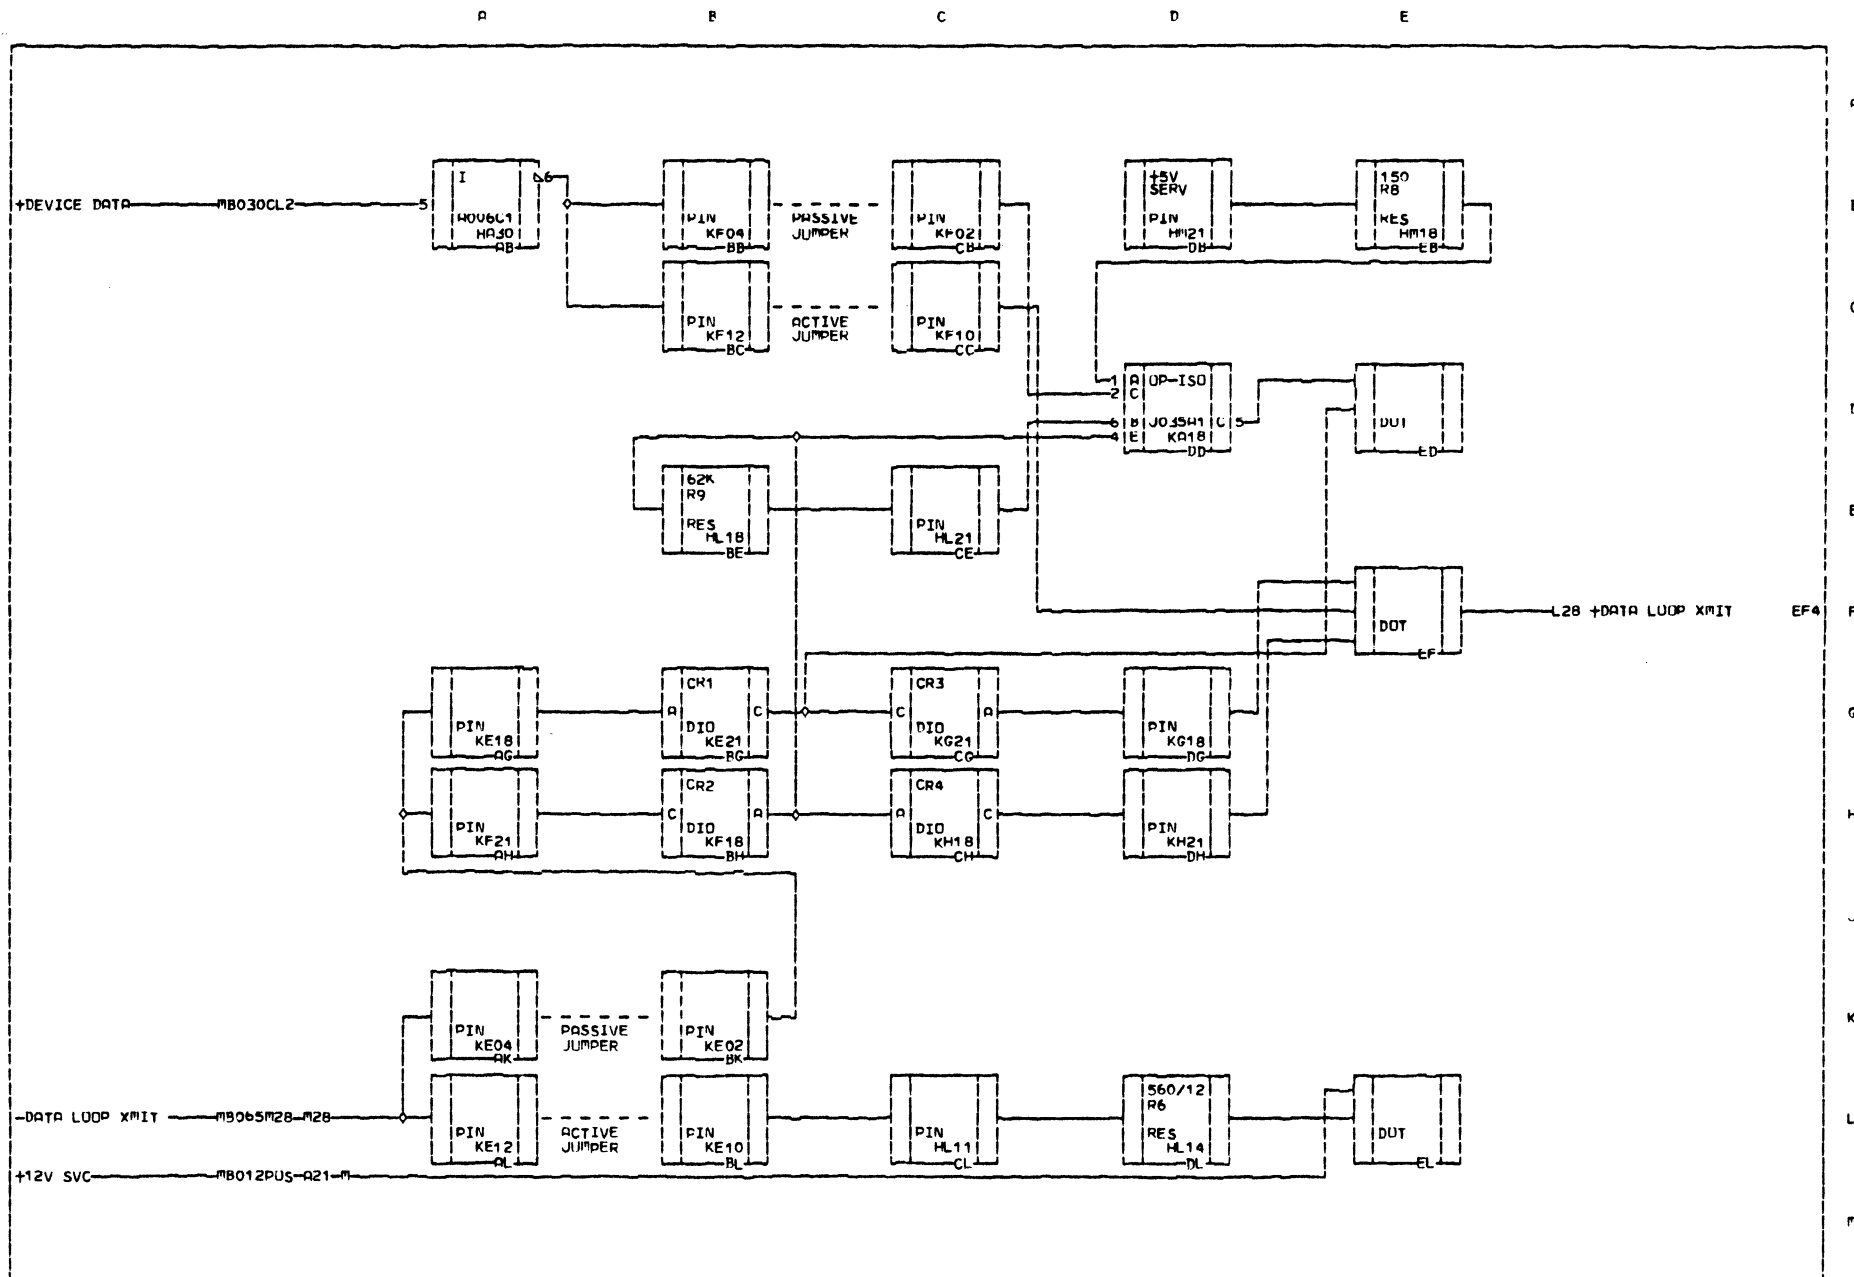 A B C D E
A
I 6 +5V SERV 150 R8
+DEVICE DATA MB030CL2 5 B
A006C1 PIN PASSIVE PIN PIN RES
HA30 KF04 JUMPER KF02 HM21 HM18
AB BB CB DB EB
C
PIN ACTIVE PIN
KF12 JUMPER KF10
BC CC
1 A OP-ISO
2 C
D
6 B J035A1 C 5 DOT
4 E KA18
DD ED
62K
R9
E
RES PIN
HL18 HL21
BE CE
L28 +DATA LOOP XMIT EF4 F
DOT
EF
CR1 CR3
A C C A G
PIN DIO DIO PIN
KE18 KE21 KG21 KG18
AG BG CG DG
CR2 CR4
C A A C H
PIN DIO DIO PIN
KF21 KF18 KH18 KH21
AH BH CH DH
J
K
PIN PASSIVE PIN
KE04 JUMPER KE02
AK BK
560/12
R6
-DATA LOOP XMIT MB065M28-M28 L
PIN ACTIVE PIN PIN RES DOT
KE12 JUMPER KE10 HL11 HL14
AL BL CL DL EL
+12V SVC MB012PUS-A21-M
M